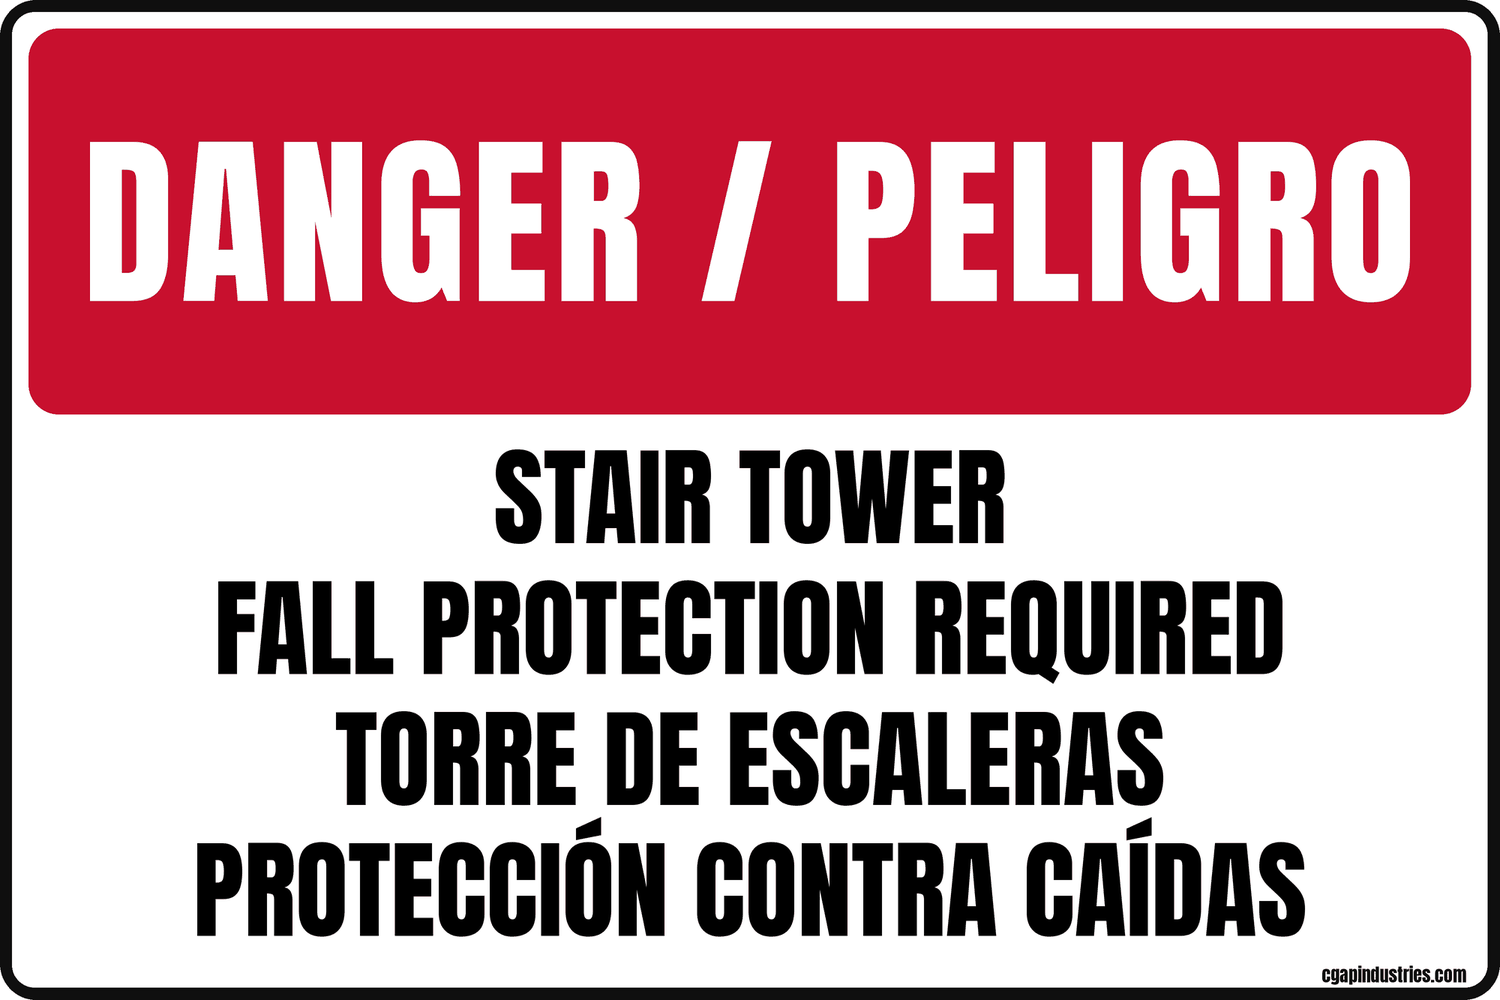 DANGER / PELIGRO
STAIR TOWER
FALL PROTECTION REQUIRED
TORRE DE ESCALERAS
PROTECCIÓN CONTRA CAÍDAS
cgapindustries.com